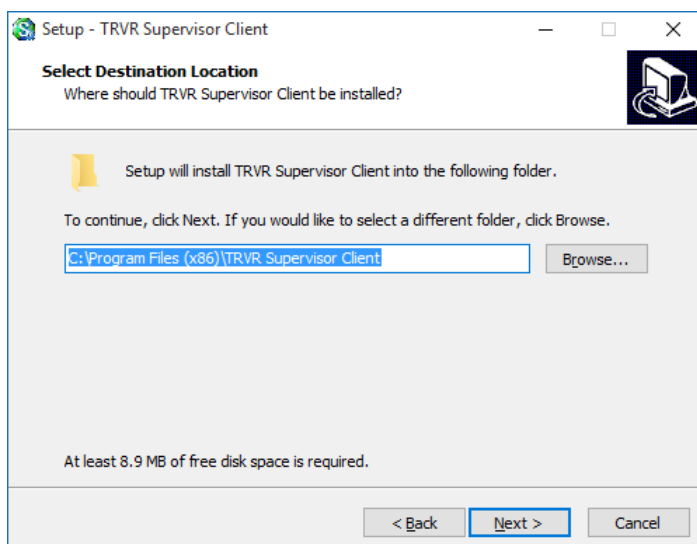 Setup - TRVR Supervisor Client
Select Destination Location
Where should TRVR Supervisor Client be installed?
Setup will install TRVR Supervisor Client into the following folder.
To continue, click Next. If you would like to select a different folder, click Browse.
C:\Program Files (x86)\TRVR Supervisor Client
Browse...
At least 8.9 MB of free disk space is required.
< Back
Next >
Cancel